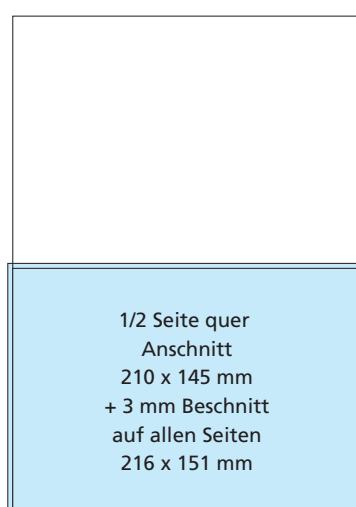 1/2 Seite quer
Anschnitt
210 x 145 mm
+ 3 mm Beschnitt
auf allen Seiten
216 x 151 mm